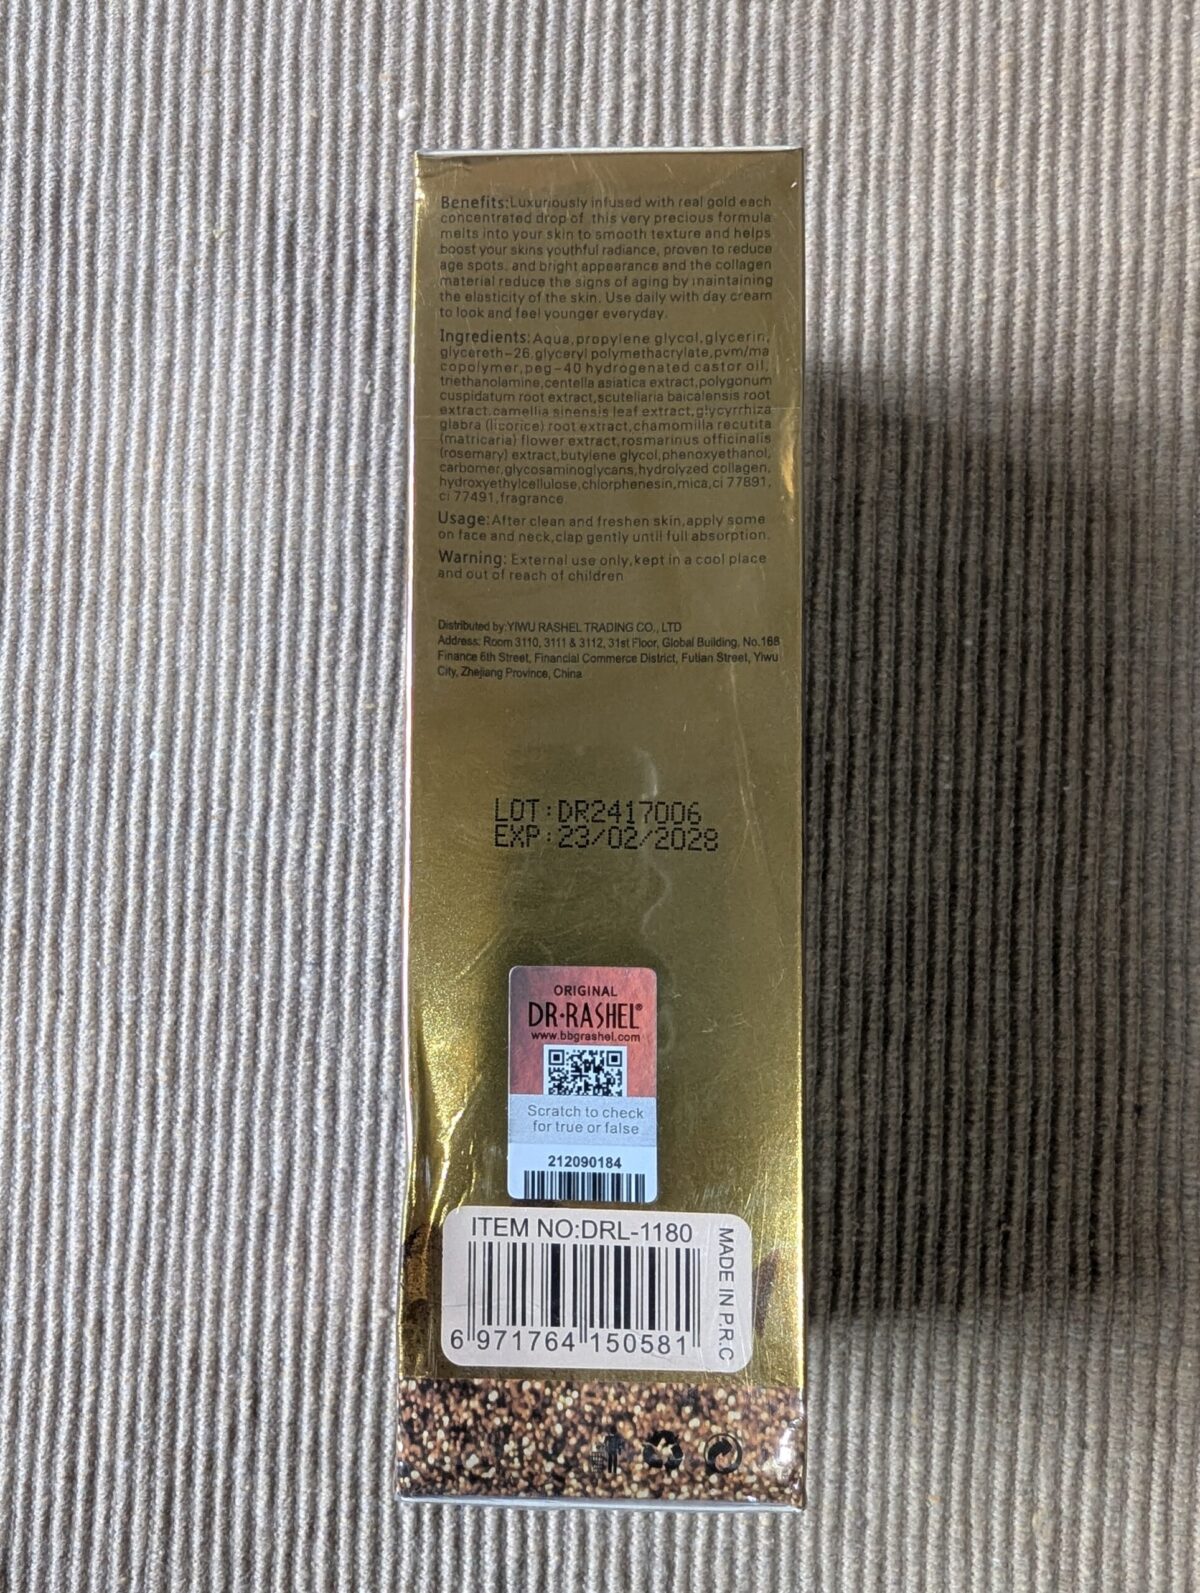 Benefits:Luxuriously infused with real gold each
concentrated drop of this very precious formula
melts into your skin to smooth texture and helps
boost your skins youthful radiance, proven to reduce
age spots. and bright appearance and the collagen
material reduce the signs of aging by maintaining
the elasticity of the skin. Use daily with day cream
to look and feel younger everyday.
Ingredients:Aqua,propylene glycol,glycerin,
glycereth-26,glyceryl polymethacrylate,pvm/ma
copolymer,peg-40 hydrogenated castor oil,
triethanolamine,centella asiatica extract,polygonum
cuspidatum root extract,scutellaria baicalensis root
extract,camellia sinensis leaf extract,glycyrrhiza
glabra (licorice) root extract,chamomilla recutita
(matricaria) flower extract,rosmarinus officinalis
(rosemary) extract,butylene glycol,phenoxyethanol,
carbomer,glycosaminoglycans,hydrolyzed collagen,
hydroxyethylcellulose,chlorphenesin,mica,ci 77891,
ci 77491,fragrance.
Usage:After clean and freshen skin,apply some
on face and neck,clap gently until full absorption.
Warning: External use only,kept in a cool place
and out of reach of children
Distributed by:YIWU RASHEL TRADING CO., LTD
Address: Room 3110, 3111 & 3112, 31st Floor, Global Building, No.168
Finance 6th Street, Financial Commerce District, Futian Street, Yiwu
City, Zhejiang Province, China
LOT:DR2417006
EXP:23/02/2028
ORIGINAL
DR·RASHEL®
www.bbgrashel.com
Scratch to check
for true or false
212090184
ITEM NO:DRL-1180
6 971764 150581
MADE IN P.R.C